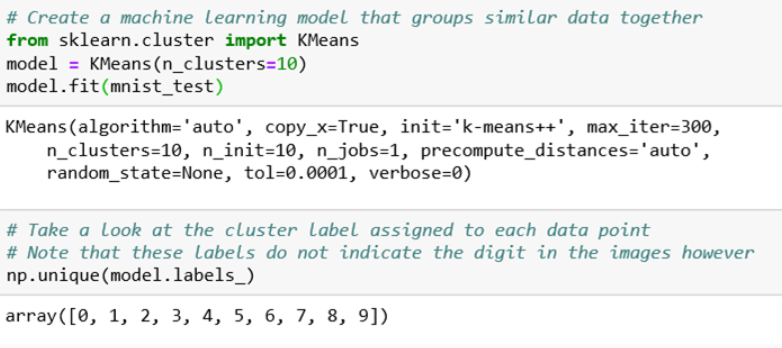 # Create a machine learning model that groups similar data together
from sklearn.cluster import KMeans
model = KMeans(n_clusters=10)
model.fit(mnist_test)
KMeans(algorithm='auto', copy_x=True, init='k-means++', max_iter=300,
    n_clusters=10, n_init=10, n_jobs=1, precompute_distances='auto',
    random_state=None, tol=0.0001, verbose=0)
# Take a look at the cluster label assigned to each data point
# Note that these labels do not indicate the digit in the images however
np.unique(model.labels_)
array([0, 1, 2, 3, 4, 5, 6, 7, 8, 9])